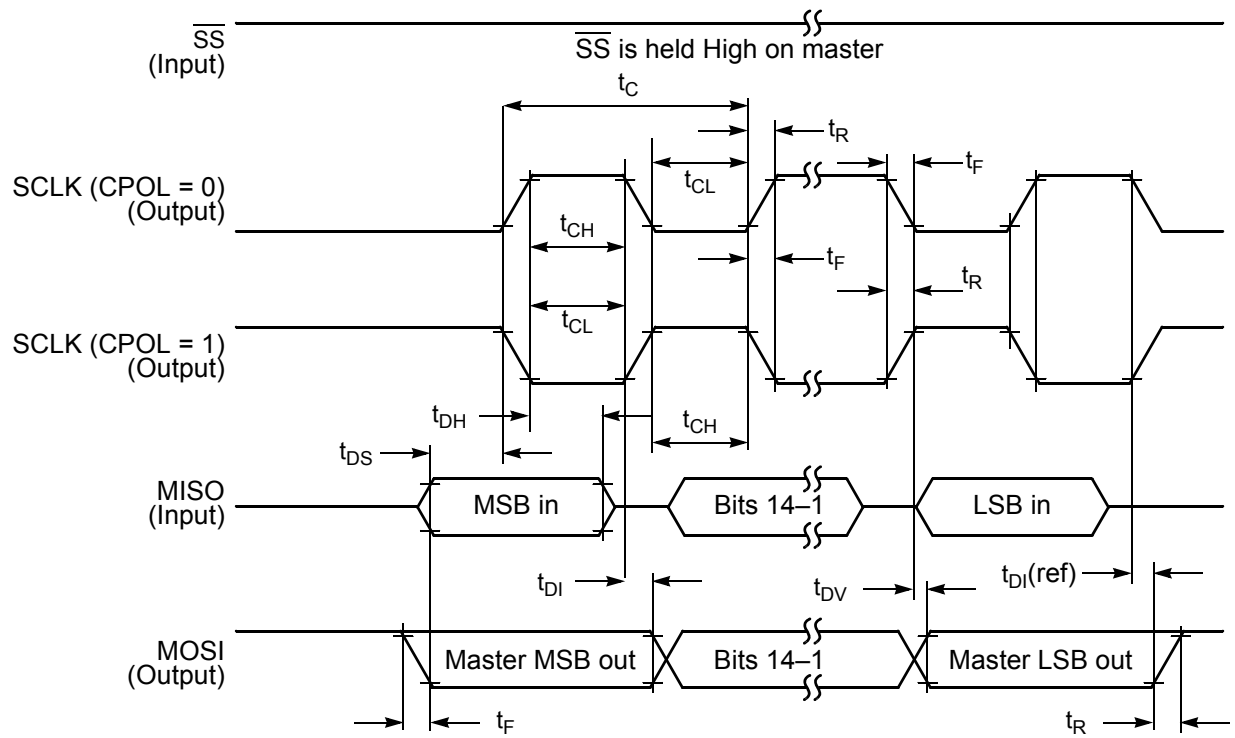 SS
(Input)
SS is held High on master
tC
tR
tF
SCLK (CPOL = 0)
(Output)
tCL
tCH
tF
tR
tCL
SCLK (CPOL = 1)
(Output)
tDH
tCH
tDS
MISO
(Input)
MSB in
Bits 14–1
LSB in
tDI
tDV
tDI(ref)
MOSI
(Output)
Master MSB out
Bits 14–1
Master LSB out
tF
tR